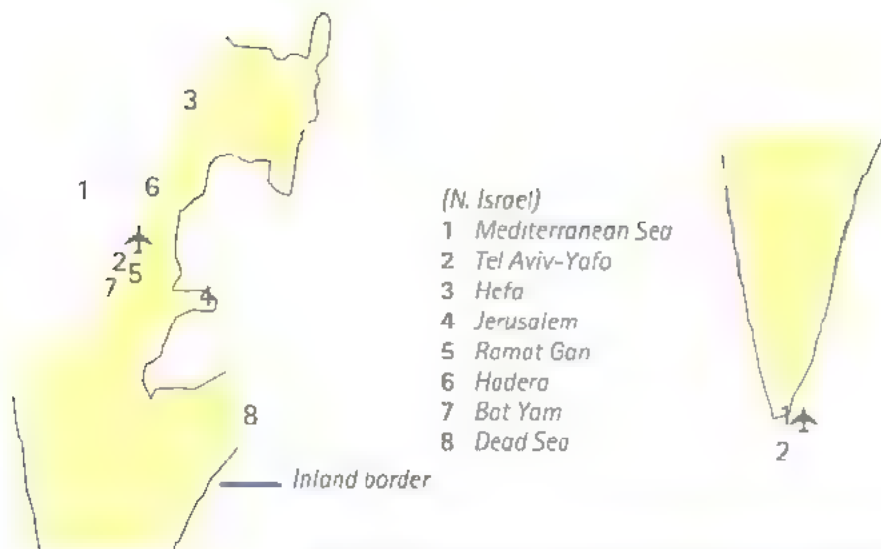 3
1
6
2
5
7
4
8
Inland border
(N. Israel)
1 Mediterranean Sea
2 Tel Aviv-Yafo
3 Hefa
4 Jerusalem
5 Ramat Gan
6 Hadera
7 Bat Yam
8 Dead Sea
1
2